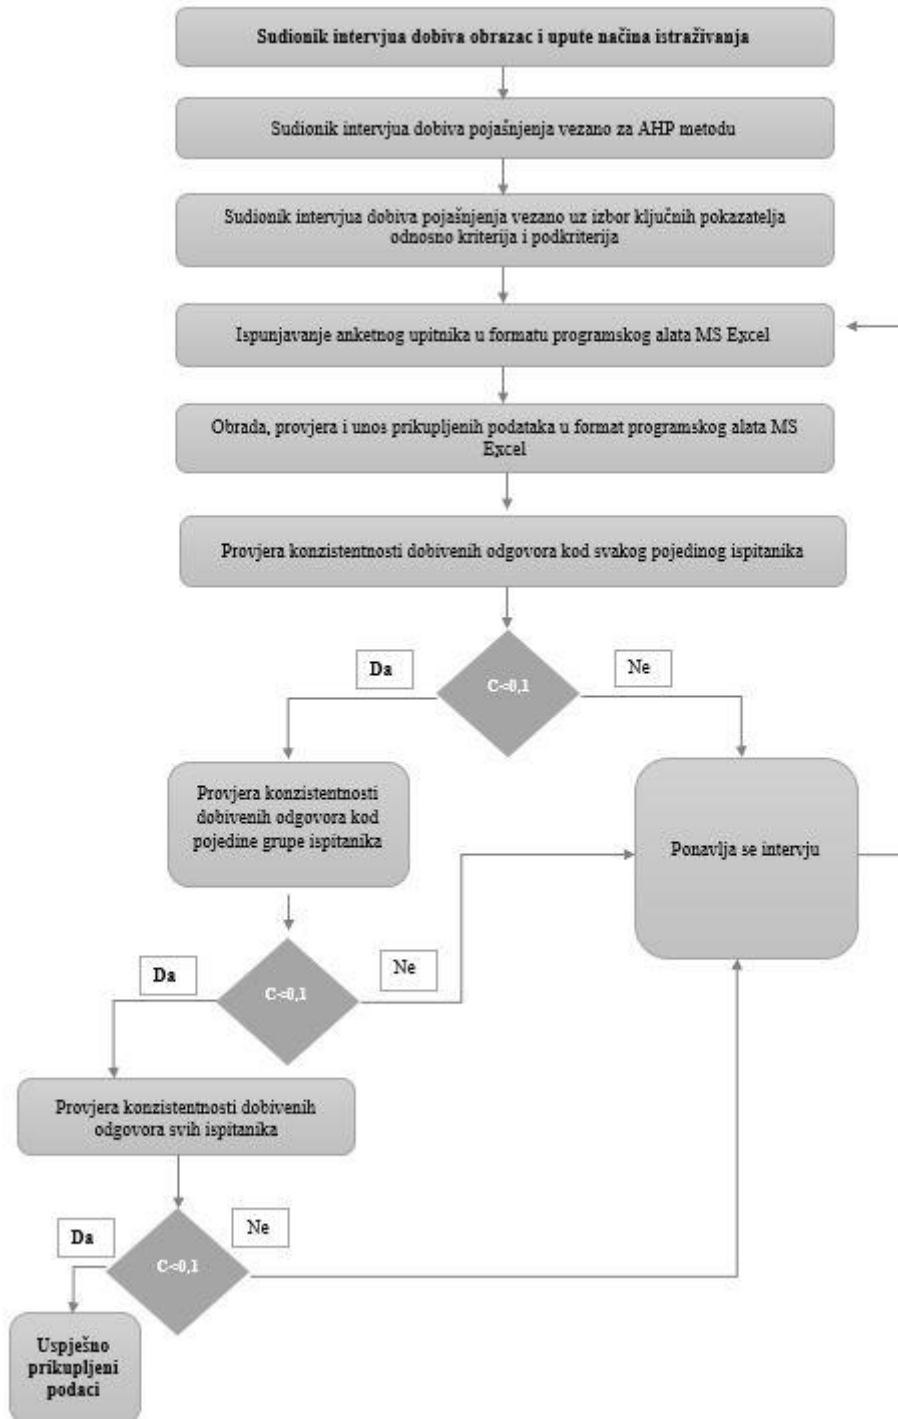 Sudionik intervjua dobiva obrazac i upute načina istraživanja
Sudionik intervjua dobiva pojašnjenja vezano za AHP metodu
Sudionik intervjua dobiva pojašnjenja vezano uz izbor ključnih pokazatelja
odnosno kriterija i podkriterija
Ispunjavanje anketnog upitnika u formatu programskog alata MS Excel
Obrada, provjera i unos prikupljenih podataka u format programskog alata MS
Excel
Provjera konzistentnosti dobivenih odgovora kod svakog pojedinog ispitanika
Da
C<0,1
Ne
Provjera konzistentnosti
dobivenih odgovora kod
pojedine grupe ispitanika
Ponavlja se intervju
Da
C<0,1
Ne
Provjera konzistentnosti dobivenih
odgovora svih ispitanika
Da
C<0,1
Ne
Uspješno
prikupljeni
podaci